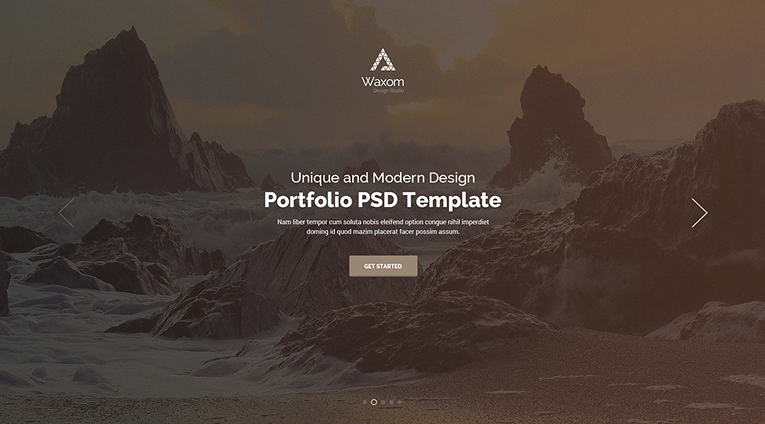 Waxom
Design Studio
Unique and Modern Design
Portfolio PSD Template
Nam liber tempor cum soluta nobis eleifend option congue nihil imperdiet
doming id quod mazim placerat facer possim assum.
GET STARTED